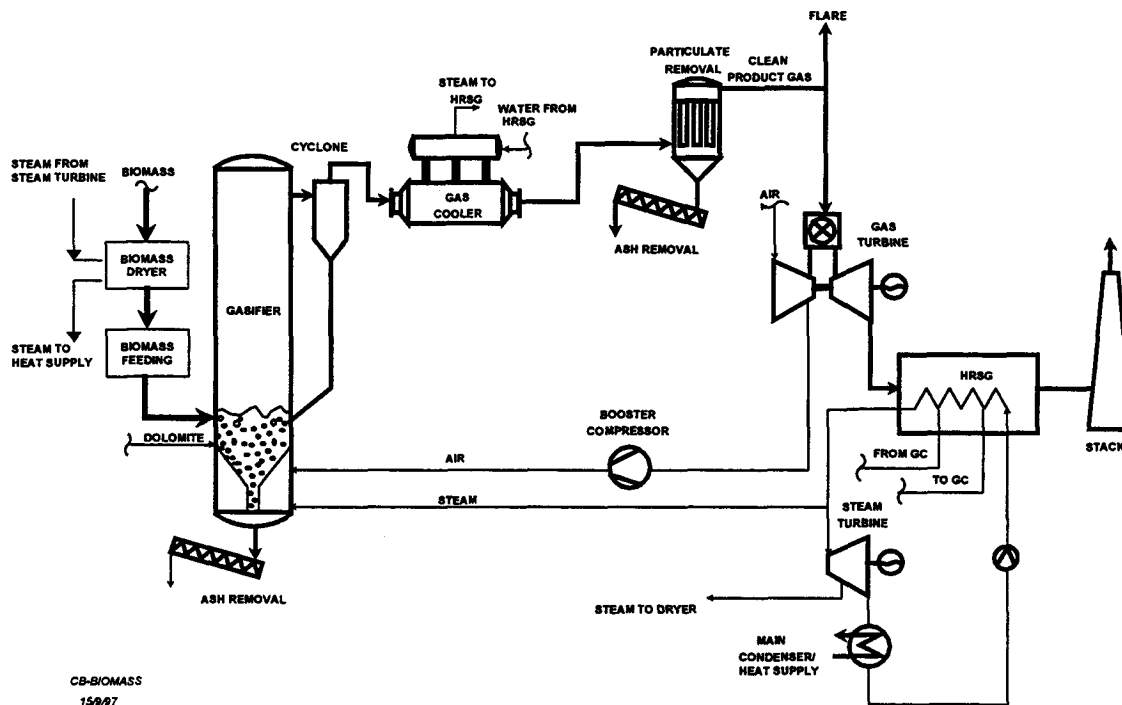 FLARE
PARTICULATE
REMOVAL
CLEAN
PRODUCT GAS
STEAM TO
HRSG
WATER FROM
HRSG
CYCLONE
STEAM FROM
STEAM TURBINE
BIOMASS
GAS
COOLER
AIR
GAS
TURBINE
ASH REMOVAL
BIOMASS
DRYER
GASIFIER
STEAM TO
HEAT SUPPLY
BIOMASS
FEEDING
HRSG
BOOSTER
COMPRESSOR
DOLOMITE
STACK
AIR
FROM GC
TO GC
STEAM
STEAM
TURBINE
ASH REMOVAL
STEAM TO DRYER
MAIN
CONDENSER/
HEAT SUPPLY
CB-BIOMASS
15/9/97